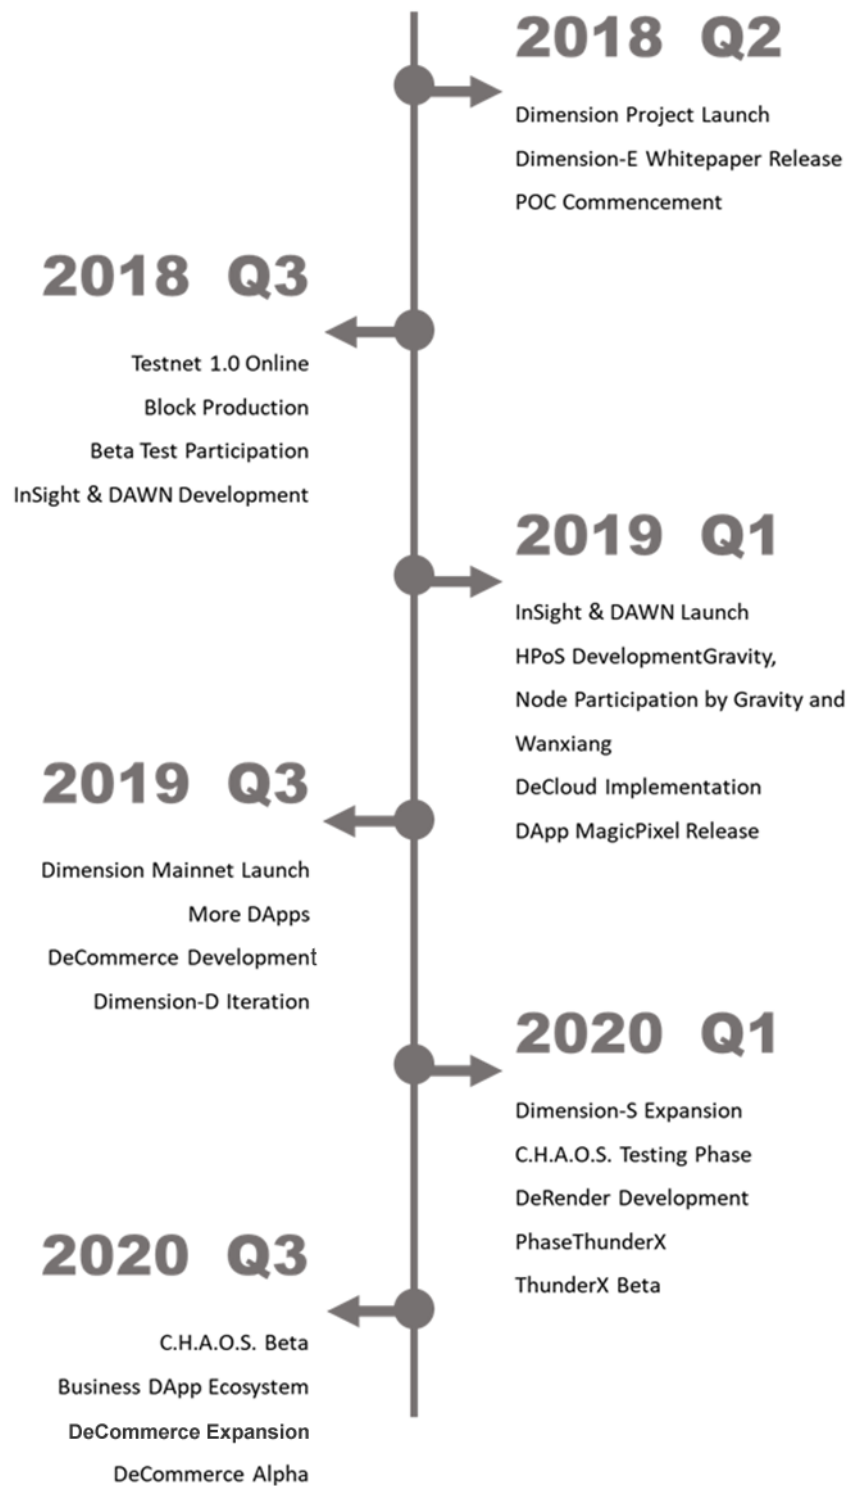 2018 Q2
Dimension Project Launch
Dimension-E Whitepaper Release
POC Commencement
2018 Q3
Testnet 1.0 Online
Block Production
Beta Test Participation
InSight & DAWN Development
2019 Q1
InSight & DAWN Launch
HPoS DevelopmentGravity,
Node Participation by Gravity and
Wanxiang
DeCloud Implementation
DApp MagicPixel Release
2019 Q3
Dimension Mainnet Launch
More DApps
DeCommerce Development
Dimension-D Iteration
2020 Q1
Dimension-S Expansion
C.H.A.O.S. Testing Phase
DeRender Development
PhaseThunderX
ThunderX Beta
2020 Q3
C.H.A.O.S. Beta
Business DApp Ecosystem
DeCommerce Expansion
DeCommerce Alpha